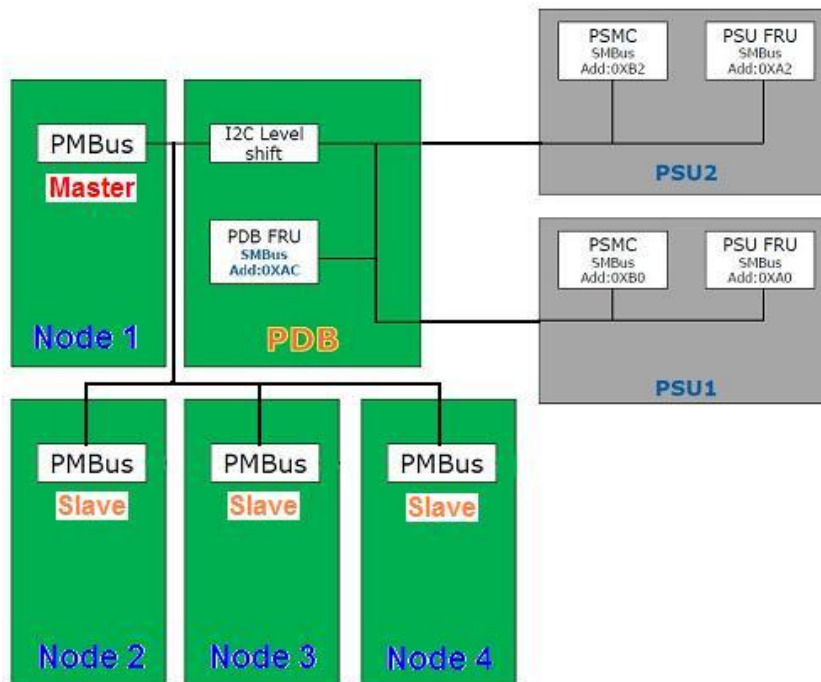 PSMC
SMBus
Add:0XB2
PSU FRU
SMBus
Add:0XA2
PSU2
PMBus
Master
Node 1
I2C Level
shift
PDB FRU
SMBus
Add:0XAC
PDB
PSMC
SMBus
Add:0XB0
PSU FRU
SMBus
Add:0XA0
PSU1
PMBus
Slave
Node 2
PMBus
Slave
Node 3
PMBus
Slave
Node 4